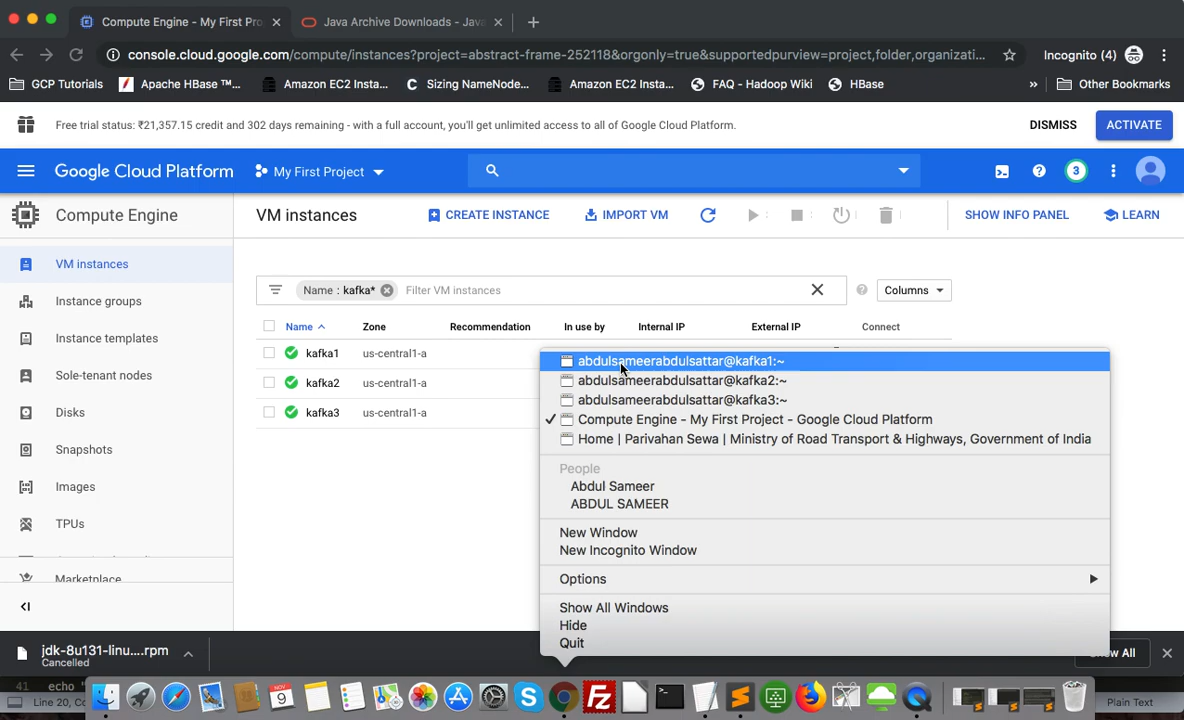 Compute Engine - My First Pro
Java Archive Downloads - Java
console.cloud.google.com/compute/instances?project=abstract-frame-252118&orgonly=true&supportedpurview=project,folder,organizati...
Incognito (4)
GCP Tutorials
Apache HBase ™...
Amazon EC2 Insta...
Sizing NameNode...
Amazon EC2 Insta...
FAQ - Hadoop Wiki
HBase
»
Other Bookmarks
Free trial status: ₹21,357.15 credit and 302 days remaining - with a full account, you'll get unlimited access to all of Google Cloud Platform.
DISMISS
ACTIVATE
Google Cloud Platform
My First Project
3
Compute Engine
VM instances
CREATE INSTANCE
IMPORT VM
SHOW INFO PANEL
LEARN
VM instances
Instance groups
Instance templates
Sole-tenant nodes
Disks
Snapshots
Images
TPUs
Marketplace
Name : kafka*
Filter VM instances
Columns
Name
Zone
Recommendation
In use by
Internal IP
External IP
Connect
kafka1
us-central1-a
kafka2
us-central1-a
kafka3
us-central1-a
abdulsameerabdulsattar@kafka1:~
abdulsameerabdulsattar@kafka2:~
abdulsameerabdulsattar@kafka3:~
Compute Engine - My First Project - Google Cloud Platform
Home | Parivahan Sewa | Ministry of Road Transport & Highways, Government of India
People
Abdul Sameer
ABDUL SAMEER
New Window
New Incognito Window
Options
Show All Windows
Hide
Quit
jdk-8u131-linu....rpm
Cancelled
All
41 echo "
Line 20, Co
NOV
9
Plain Text